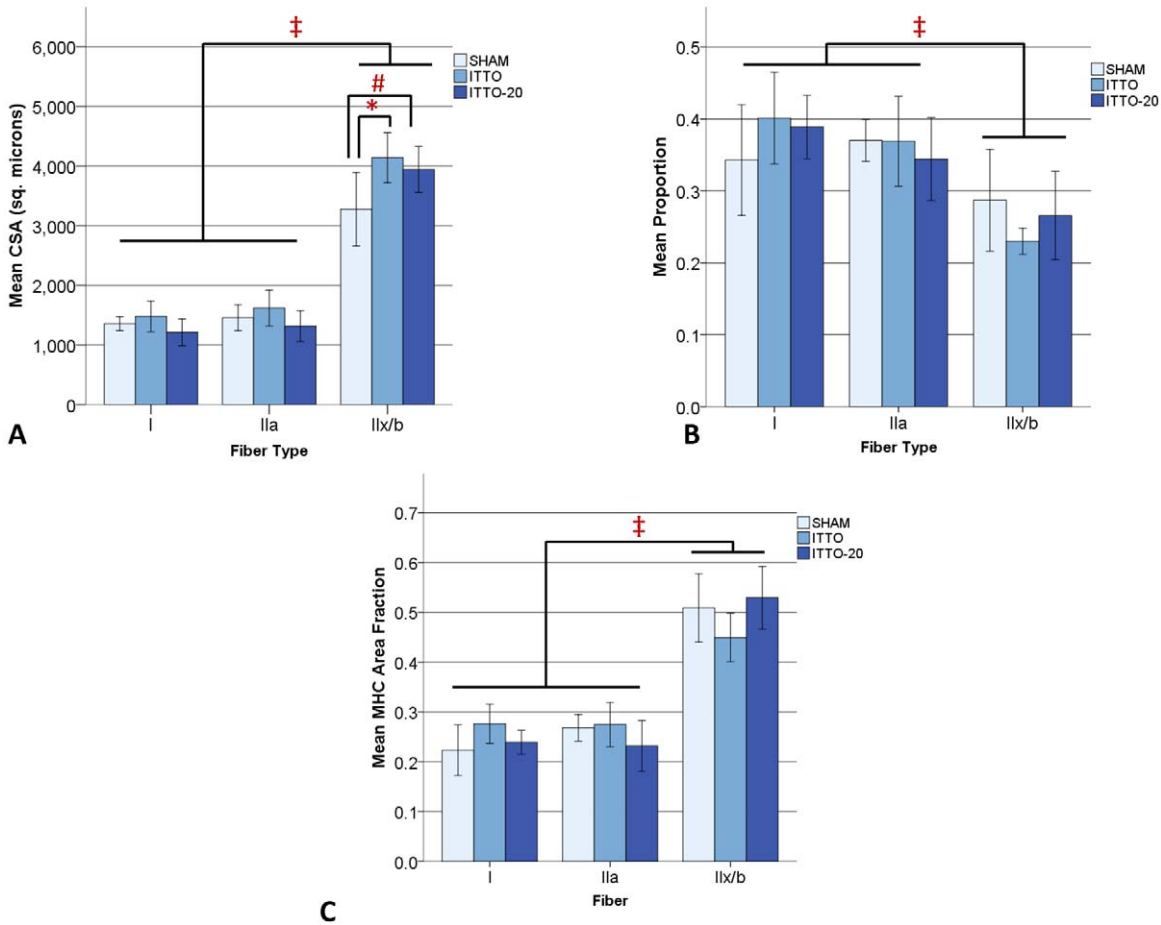 ‡
6,000
5,000
4,000
3,000
2,000
1,000
0
Mean CSA (sq. microns)
#
*
SHAM
ITTO
ITTO-20
I
IIa
IIx/b
Fiber Type
A
‡
0.5
0.4
0.3
0.2
0.1
0.0
Mean Proportion
SHAM
ITTO
ITTO-20
I
IIa
IIx/b
Fiber Type
B
‡
0.7
0.6
0.5
0.4
0.3
0.2
0.1
0.0
Mean MHC Area Fraction
SHAM
ITTO
ITTO-20
I
IIa
IIx/b
Fiber
C